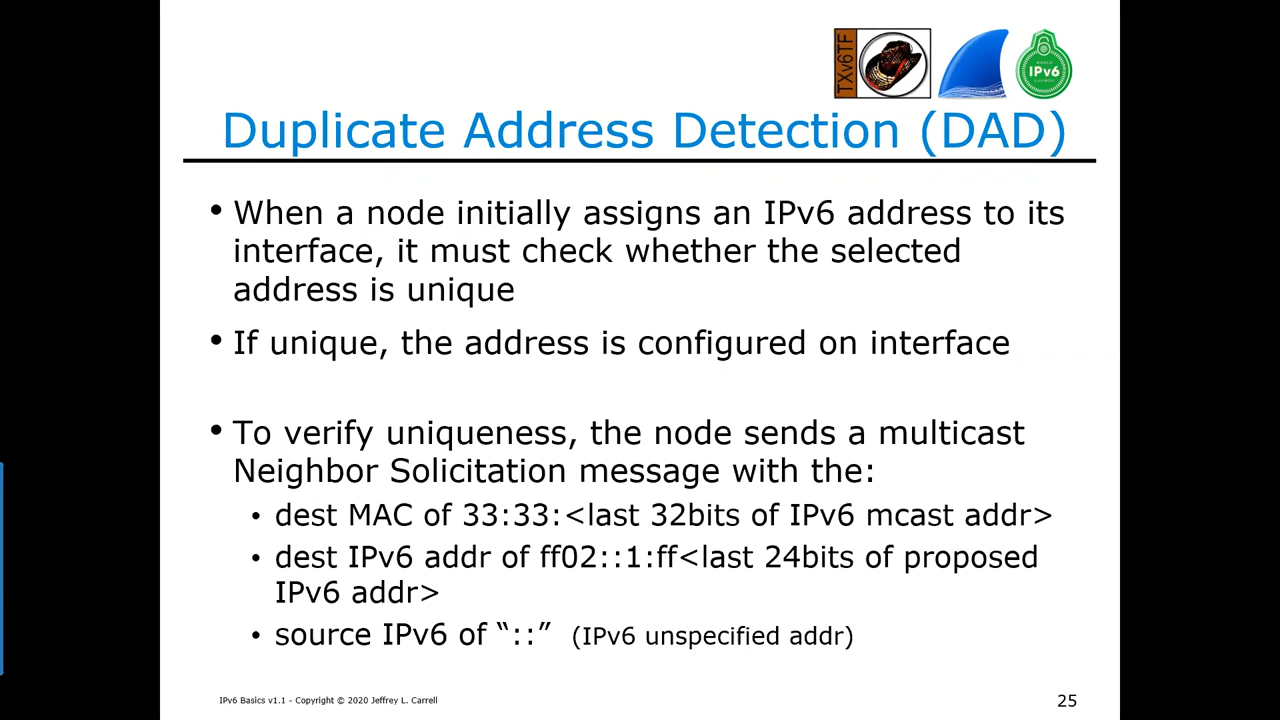 TXv6TF
WORLD
IPv6
LAUNCH
Duplicate Address Detection (DAD)
• When a node initially assigns an IPv6 address to its
interface, it must check whether the selected
address is unique
• If unique, the address is configured on interface
• To verify uniqueness, the node sends a multicast
Neighbor Solicitation message with the:
• dest MAC of 33:33:<last 32bits of IPv6 mcast addr>
• dest IPv6 addr of ff02::1:ff<last 24bits of proposed
IPv6 addr>
• source IPv6 of “::” (IPv6 unspecified addr)
IPv6 Basics v1.1 - Copyright © 2020 Jeffrey L. Carrell
25